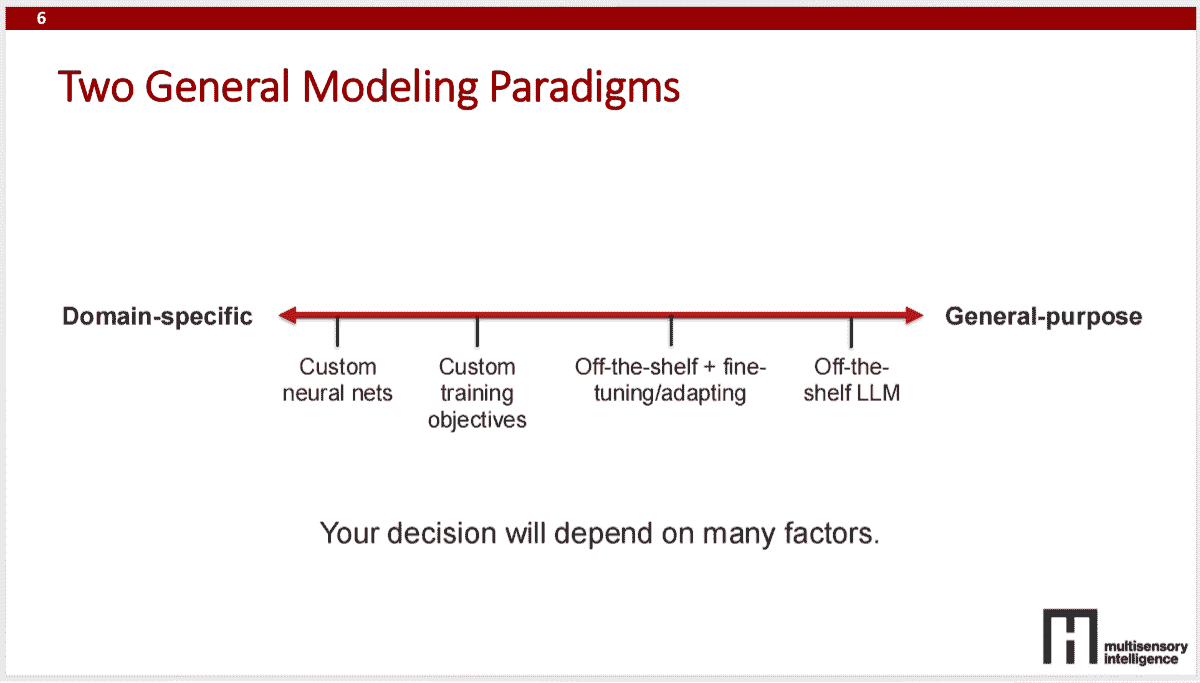 6
Two General Modeling Paradigms
Domain-specific
General-purpose
Custom
neural nets
Custom
training
objectives
Off-the-shelf + fine-
tuning/adapting
Off-the-
shelf LLM
Your decision will depend on many factors.
multisensory
intelligence